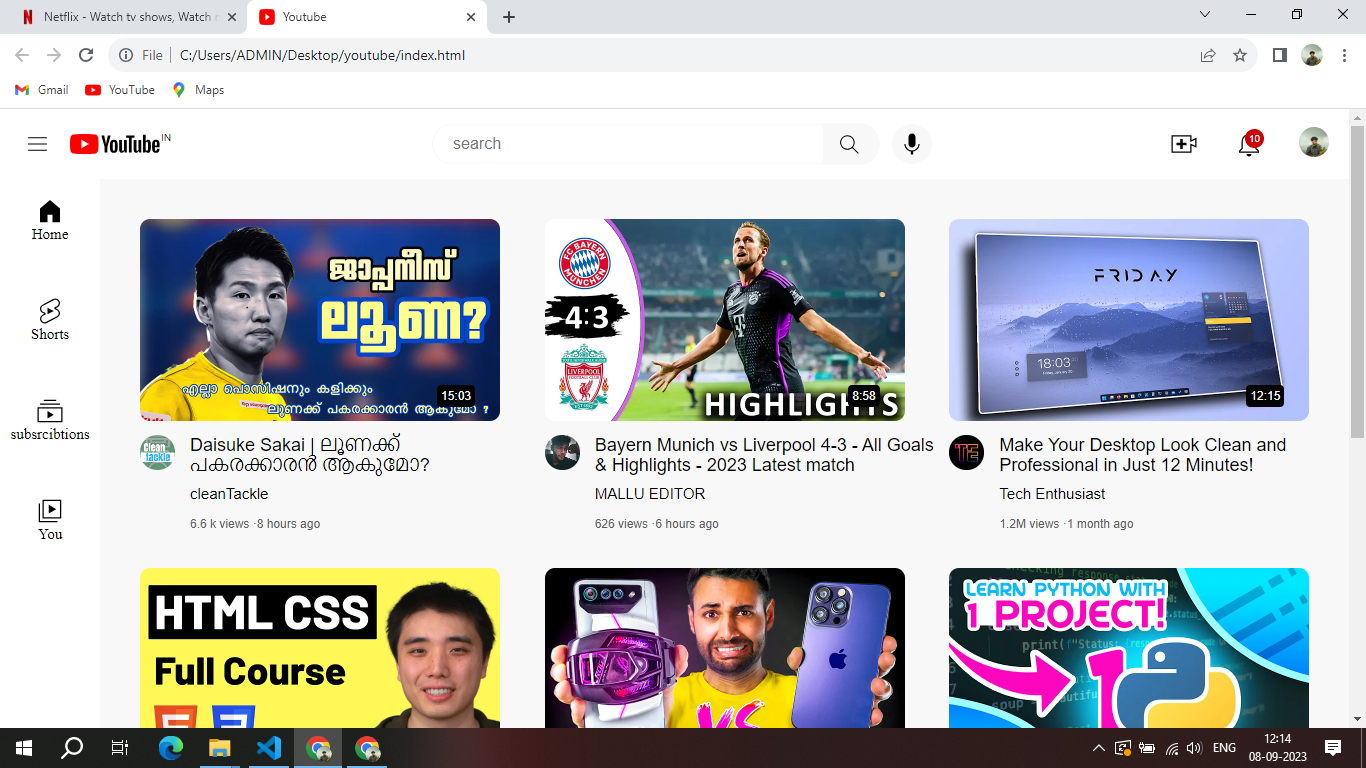 Netflix - Watch tv shows, Watch
Youtube
File
C:/Users/ADMIN/Desktop/youtube/index.html
Gmail
YouTube
Maps
YouTube IN
search
10
Home
Shorts
subsrcibtions
You
ജാപ്പനീസ്
ലൂണ?
എല്ലാ പൊസിഷനും കളിക്കും
ലൂണക്ക് പകരക്കാരൻ ആകുമോ ?
15:03
clean
tackle
Daisuke Sakai | ലൂണക്ക്
പകരക്കാരൻ ആകുമോ?
cleanTackle
6.6 k views · 8 hours ago
FC BAYERN
MÜNCHEN
4:3
LIVERPOOL
HIGHLIGHTS
8:58
Bayern Munich vs Liverpool 4-3 - All Goals
& Highlights - 2023 Latest match
MALLU EDITOR
626 views · 6 hours ago
FRIDAY
18:03
12:15
TE
Make Your Desktop Look Clean and
Professional in Just 12 Minutes!
Tech Enthusiast
1.2M views · 1 month ago
HTML CSS
Full Course
VS
LEARN PYTHON WITH
1 PROJECT!
ENG
12:14
08-09-2023